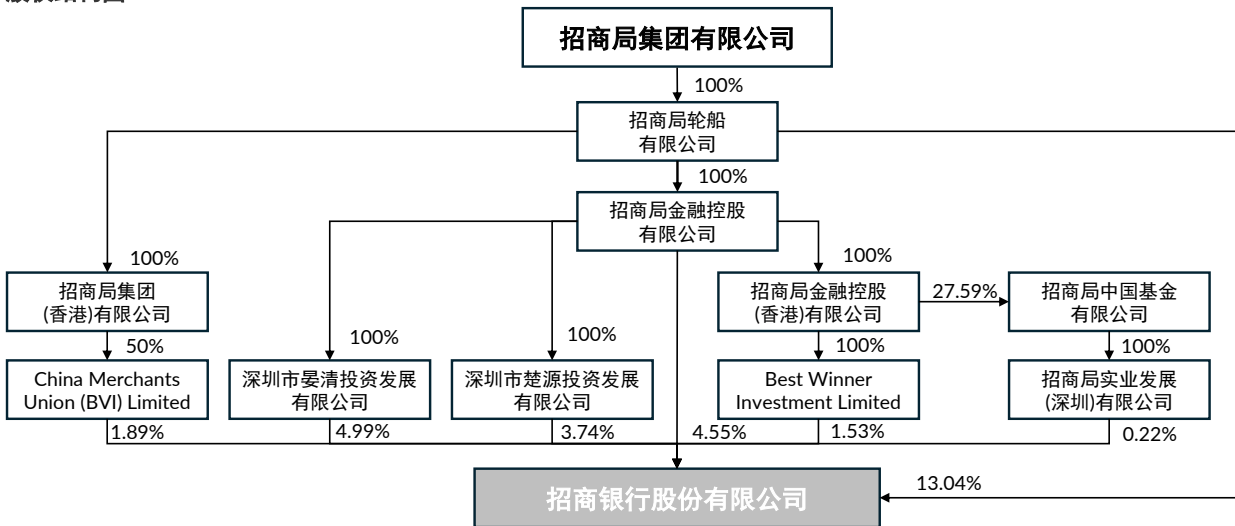 招商局集团有限公司
100%
招商局轮船
有限公司
100%
招商局金融控股
有限公司
100%
100%
招商局集团
(香港)有限公司
招商局金融控股
(香港)有限公司
27.59%
招商局中国基金
有限公司
50%
100%
100%
100%
100%
China Merchants
Union (BVI) Limited
深圳市晏清投资发展
有限公司
深圳市楚源投资发展
有限公司
Best Winner
Investment Limited
招商局实业发展
(深圳)有限公司
1.89%
4.99%
3.74%
4.55%
1.53%
0.22%
招商银行股份有限公司
13.04%